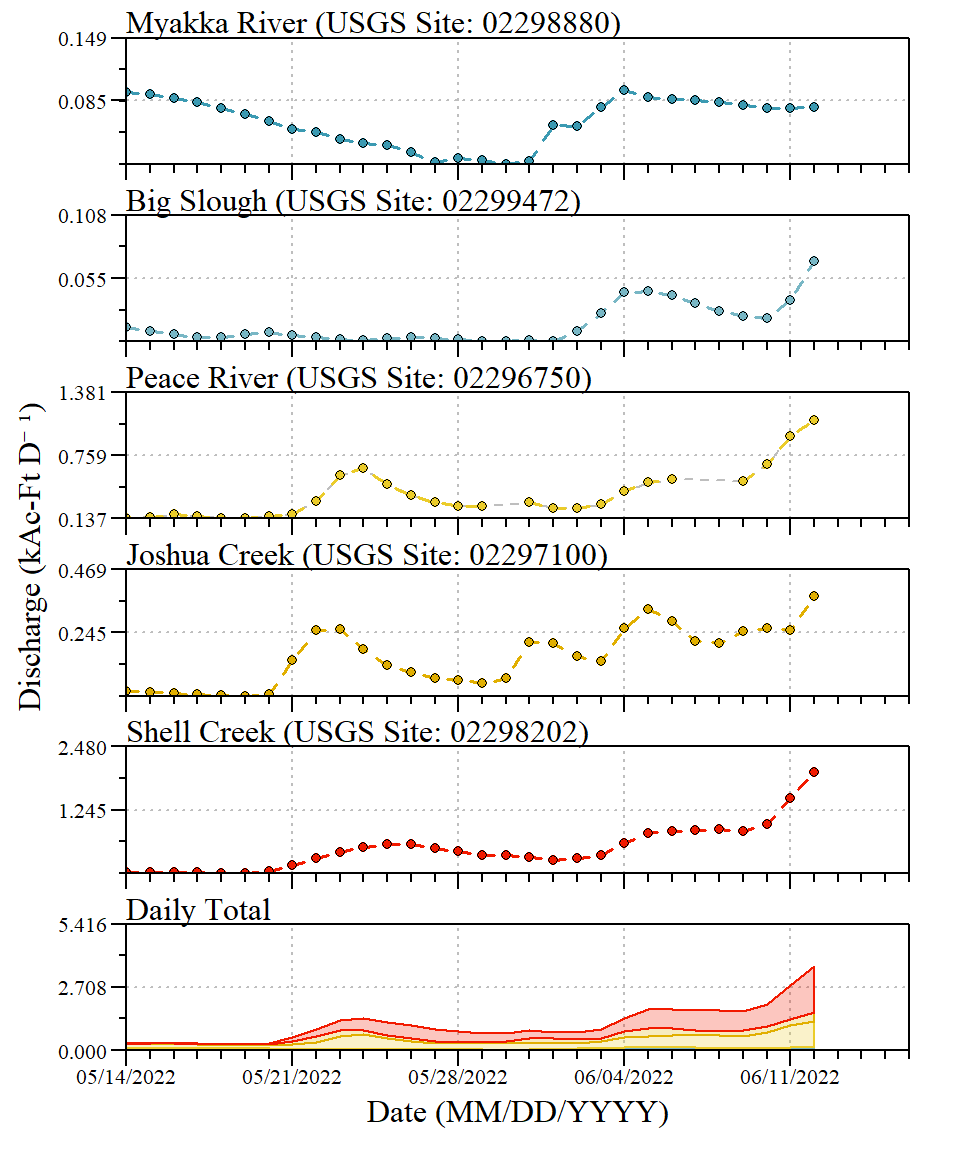 Myakka River (USGS Site: 02298880)
0.149
0.085
Big Slough (USGS Site: 02299472)
0.108
0.055
Peace River (USGS Site: 02296750)
1.381
0.759
0.137
Joshua Creek (USGS Site: 02297100)
0.469
0.245
Shell Creek (USGS Site: 02298202)
2.480
1.245
Daily Total
5.416
2.708
0.000
05/14/2022 05/21/2022 05/28/2022 06/04/2022 06/11/2022
Date (MM/DD/YYYY)
Discharge (kAc-Ft D⁻¹)